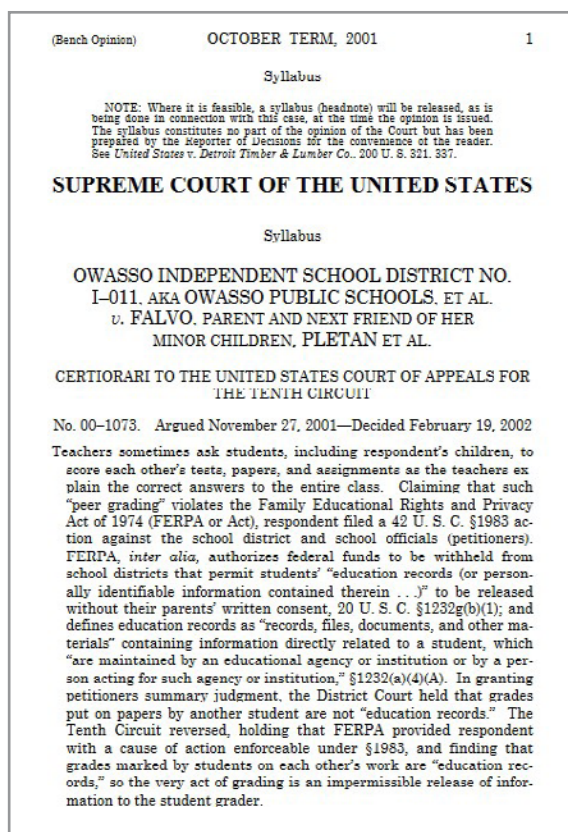 (Bench Opinion) OCTOBER TERM, 2001 1
Syllabus
NOTE: Where it is feasible, a syllabus (headnote) will be released, as is
being done in connection with this case, at the time the opinion is issued.
The syllabus constitutes no part of the opinion of the Court but has been
prepared by the Reporter of Decisions for the convenience of the reader.
See United States v. Detroit Timber & Lumber Co., 200 U. S. 321, 337.
SUPREME COURT OF THE UNITED STATES
Syllabus
OWASSO INDEPENDENT SCHOOL DISTRICT NO.
I–011, AKA OWASSO PUBLIC SCHOOLS, ET AL.
v. FALVO, PARENT AND NEXT FRIEND OF HER
MINOR CHILDREN, PLETAN ET AL.
CERTIORARI TO THE UNITED STATES COURT OF APPEALS FOR
THE TENTH CIRCUIT
No. 00–1073. Argued November 27, 2001—Decided February 19, 2002
Teachers sometimes ask students, including respondent’s children, to
score each other’s tests, papers, and assignments as the teachers ex
plain the correct answers to the entire class. Claiming that such
“peer grading” violates the Family Educational Rights and Privacy
Act of 1974 (FERPA or Act), respondent filed a 42 U. S. C. §1983 ac-
tion against the school district and school officials (petitioners).
FERPA, inter alia, authorizes federal funds to be withheld from
school districts that permit students’ “education records (or person-
ally identifiable information contained therein . . .)” to be released
without their parents’ written consent, 20 U. S. C. §1232g(b)(1); and
defines education records as “records, files, documents, and other ma-
terials” containing information directly related to a student, which
“are maintained by an educational agency or institution or by a per-
son acting for such agency or institution,” §1232(a)(4)(A). In granting
petitioners summary judgment, the District Court held that grades
put on papers by another student are not “education records.” The
Tenth Circuit reversed, holding that FERPA provided respondent
with a cause of action enforceable under §1983, and finding that
grades marked by students on each other’s work are “education rec-
ords,” so the very act of grading is an impermissible release of infor-
mation to the student grader.